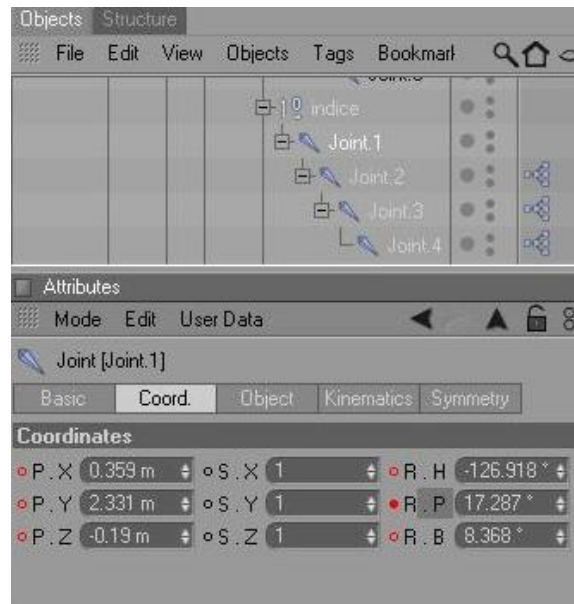 Objects Structure
File Edit View Objects Tags Bookmark
indice
Joint.1
Joint.2
Joint.3
Joint.4
Attributes
Mode Edit User Data
Joint [Joint.1]
Basic Coord. Object Kinematics Symmetry
Coordinates
P . X 0.359 m S . X 1 R . H -126.918 °
P . Y 2.331 m S . Y 1 R . P 17.287 °
P . Z -0.19 m S . Z 1 R . B 8.368 °